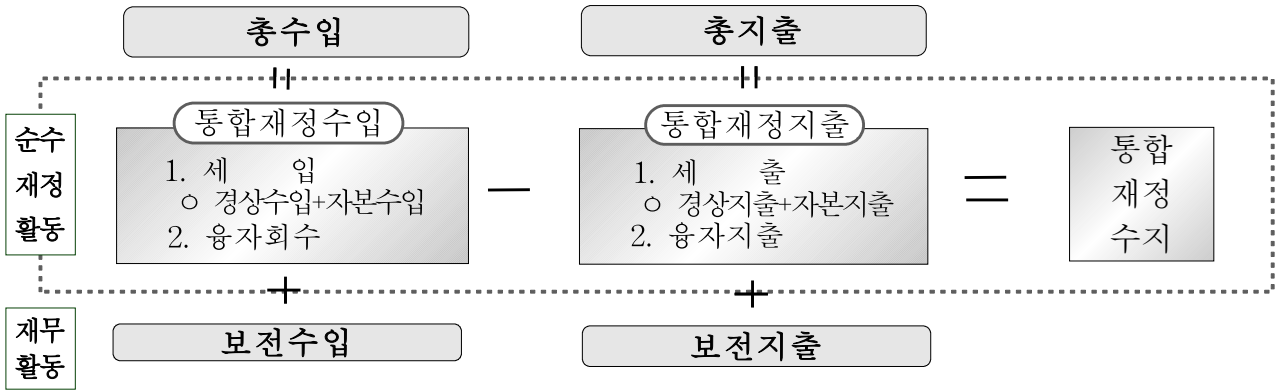 총수입
총지출
순수
재정
활동
통합재정수입
1. 세 입
ㅇ 경상수입+자본수입
2. 융자회수
통합재정지출
1. 세 출
ㅇ 경상지출+자본지출
2. 융자지출
통합
재정
수지
재무
활동
보전수입
보전지출